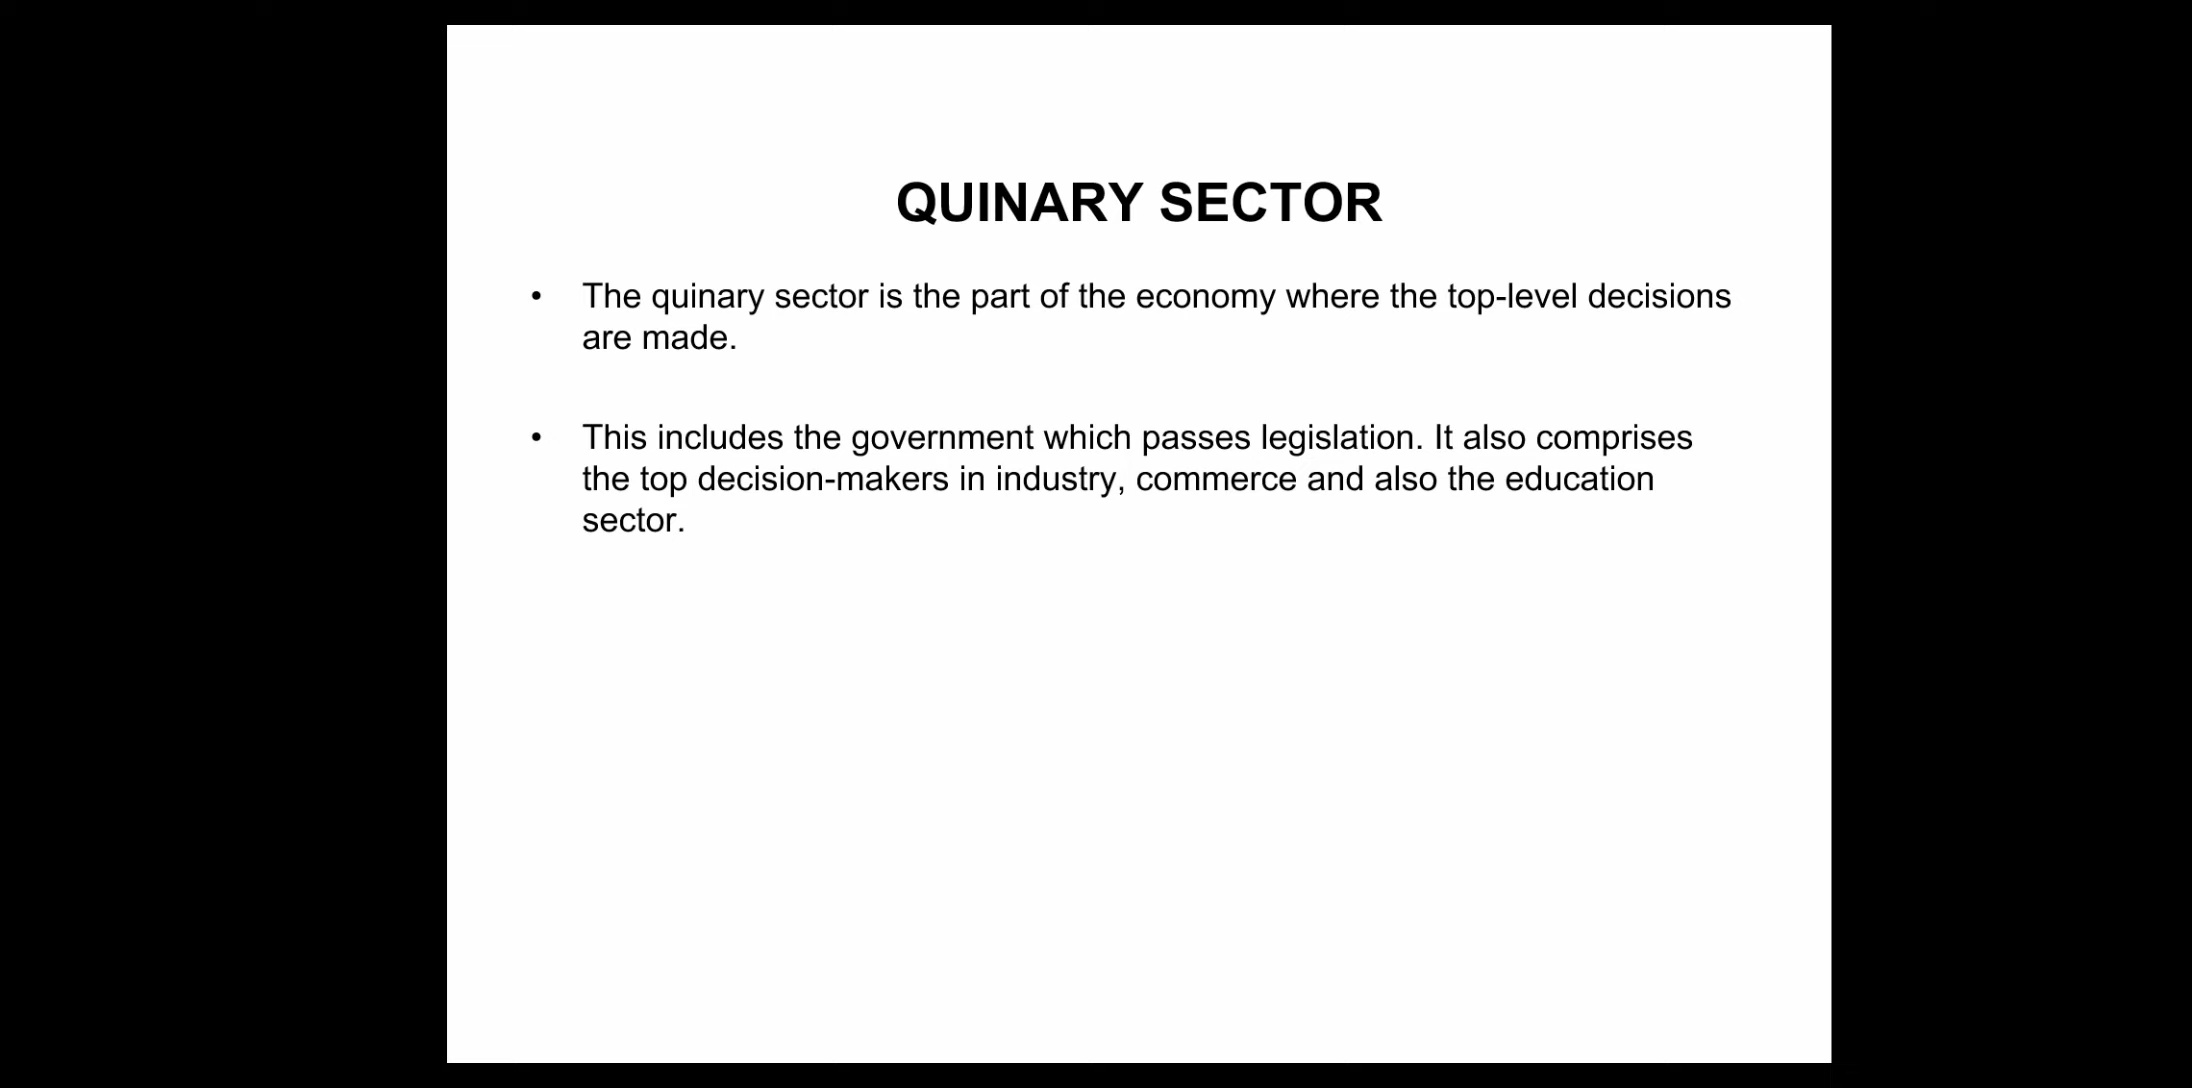 QUINARY SECTOR
• The quinary sector is the part of the economy where the top-level decisions
are made.
• This includes the government which passes legislation. It also comprises
the top decision-makers in industry, commerce and also the education
sector.